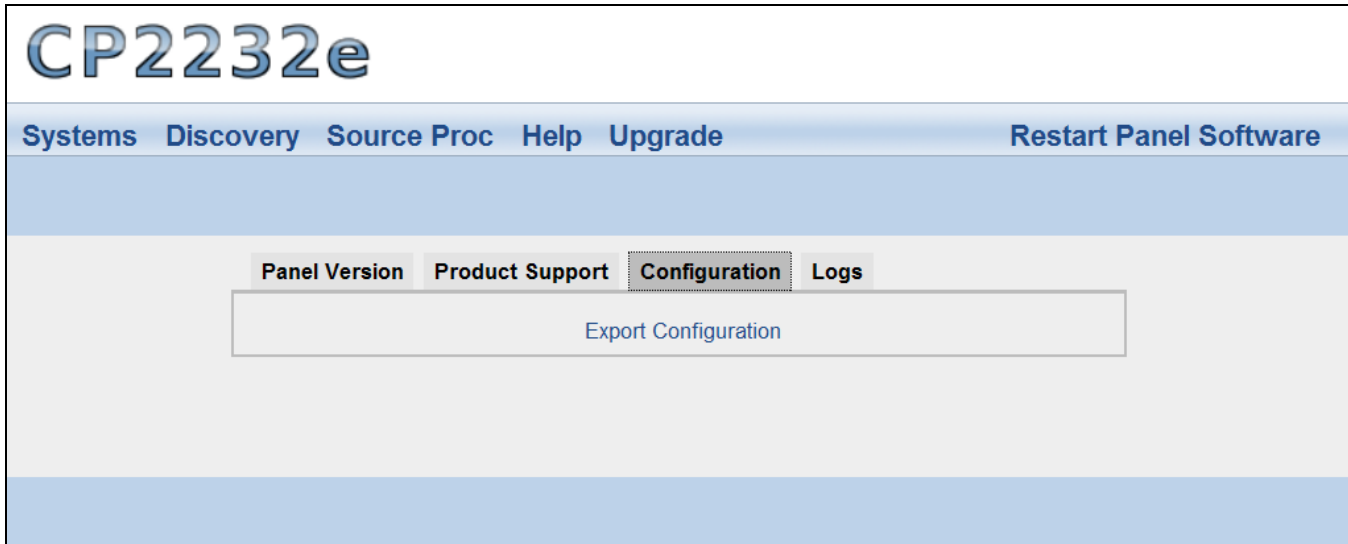 CP2232e
Systems Discovery Source Proc Help Upgrade Restart Panel Software
Panel Version Product Support Configuration Logs
Export Configuration